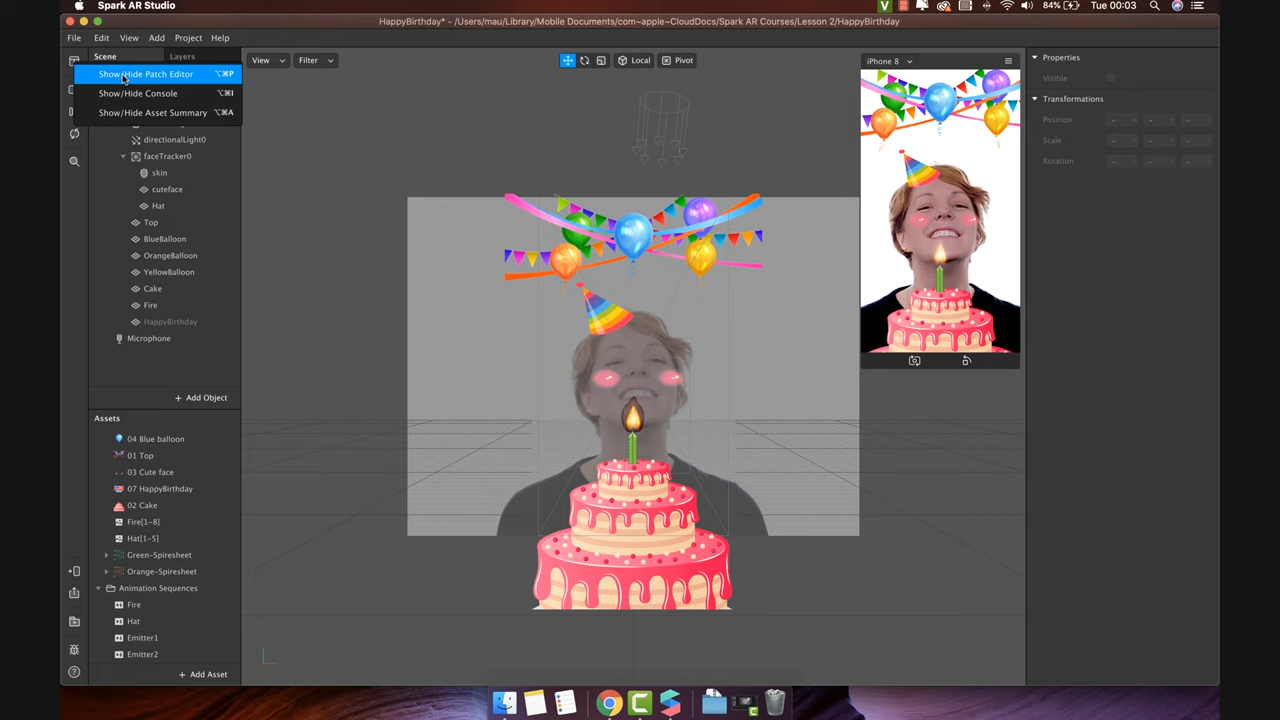 Spark AR Studio
84%
Tue 00:03
HappyBirthday* - /Users/mau/Library/Mobile Documents/com~apple~CloudDocs/Spark AR Courses/Lesson 2/HappyBirthday
File Edit View Add Project Help
Scene Layers
Show/Hide Patch Editor ⌥⌘P
Show/Hide Console ⌥⌘I
Show/Hide Asset Summary ⌥⌘A
directionalLight0
faceTracker0
skin
cuteface
Hat
Top
BlueBalloon
OrangeBalloon
YellowBalloon
Cake
Fire
HappyBirthday
Microphone
+ Add Object
Assets
04 Blue balloon
01 Top
03 Cute face
07 HappyBirthday
02 Cake
Fire[1-8]
Hat[1-5]
Green-Spiresheet
Orange-Spiresheet
Animation Sequences
Fire
Hat
Emitter1
Emitter2
+ Add Asset
View Filter
Local Pivot
iPhone 8
Properties
Visible
Transformations
Position - - -
Scale - - -
Rotation - - -